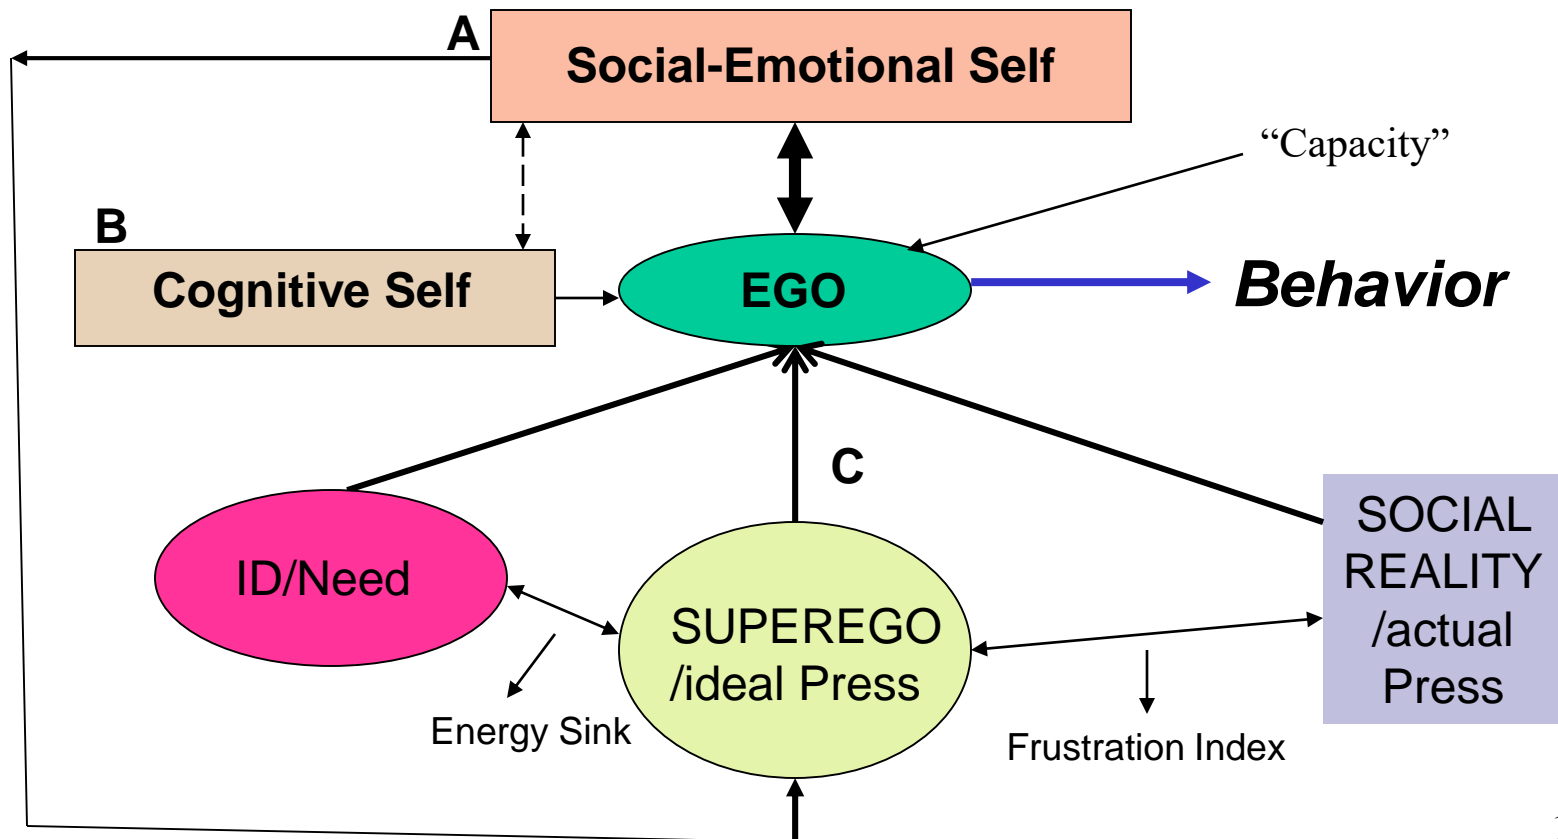 A
Social-Emotional Self
“Capacity”
B
Cognitive Self
EGO
Behavior
C
ID/Need
SUPEREGO
/ideal Press
SOCIAL
REALITY
/actual
Press
Energy Sink
Frustration Index